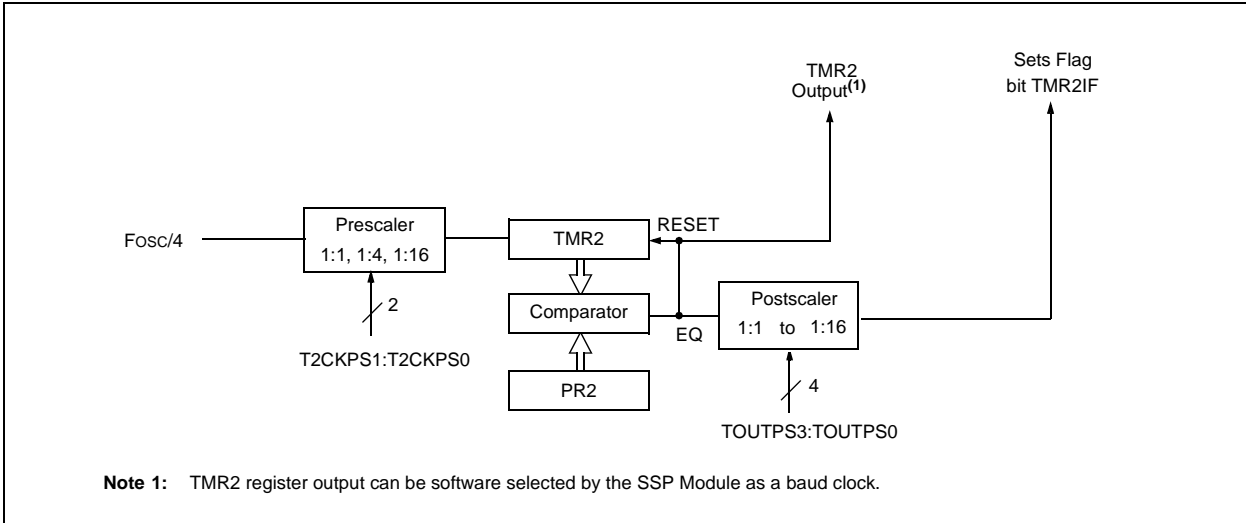 TMR2
Output(1)
Sets Flag
bit TMR2IF
FOSC/4
Prescaler
1:1, 1:4, 1:16
2
T2CKPS1:T2CKPS0
TMR2
RESET
Comparator
EQ
PR2
Postscaler
1:1 to 1:16
4
TOUTPS3:TOUTPS0
Note 1: TMR2 register output can be software selected by the SSP Module as a baud clock.